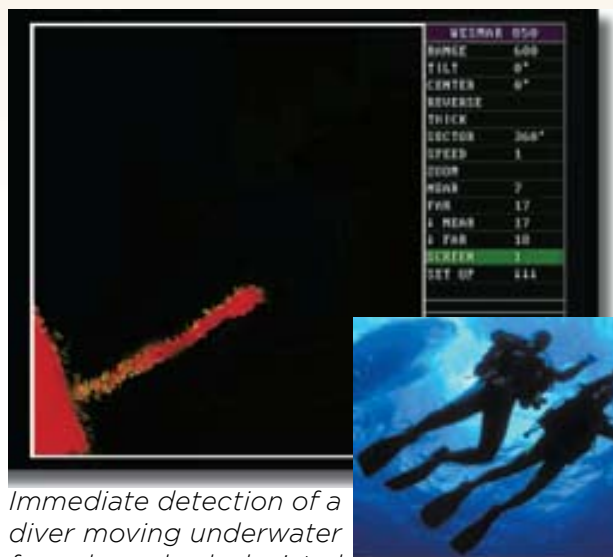 WESMAR 850
RANGE 600
TILT 0°
CENTER 0°
REVERSE
THICK
SECTOR 360°
SPEED 1
ZOOM
NEAR 7
FAR 17
NEAR 17
FAR 18
SCREEN 1
SET UP
Immediate detection of a
diver moving underwater